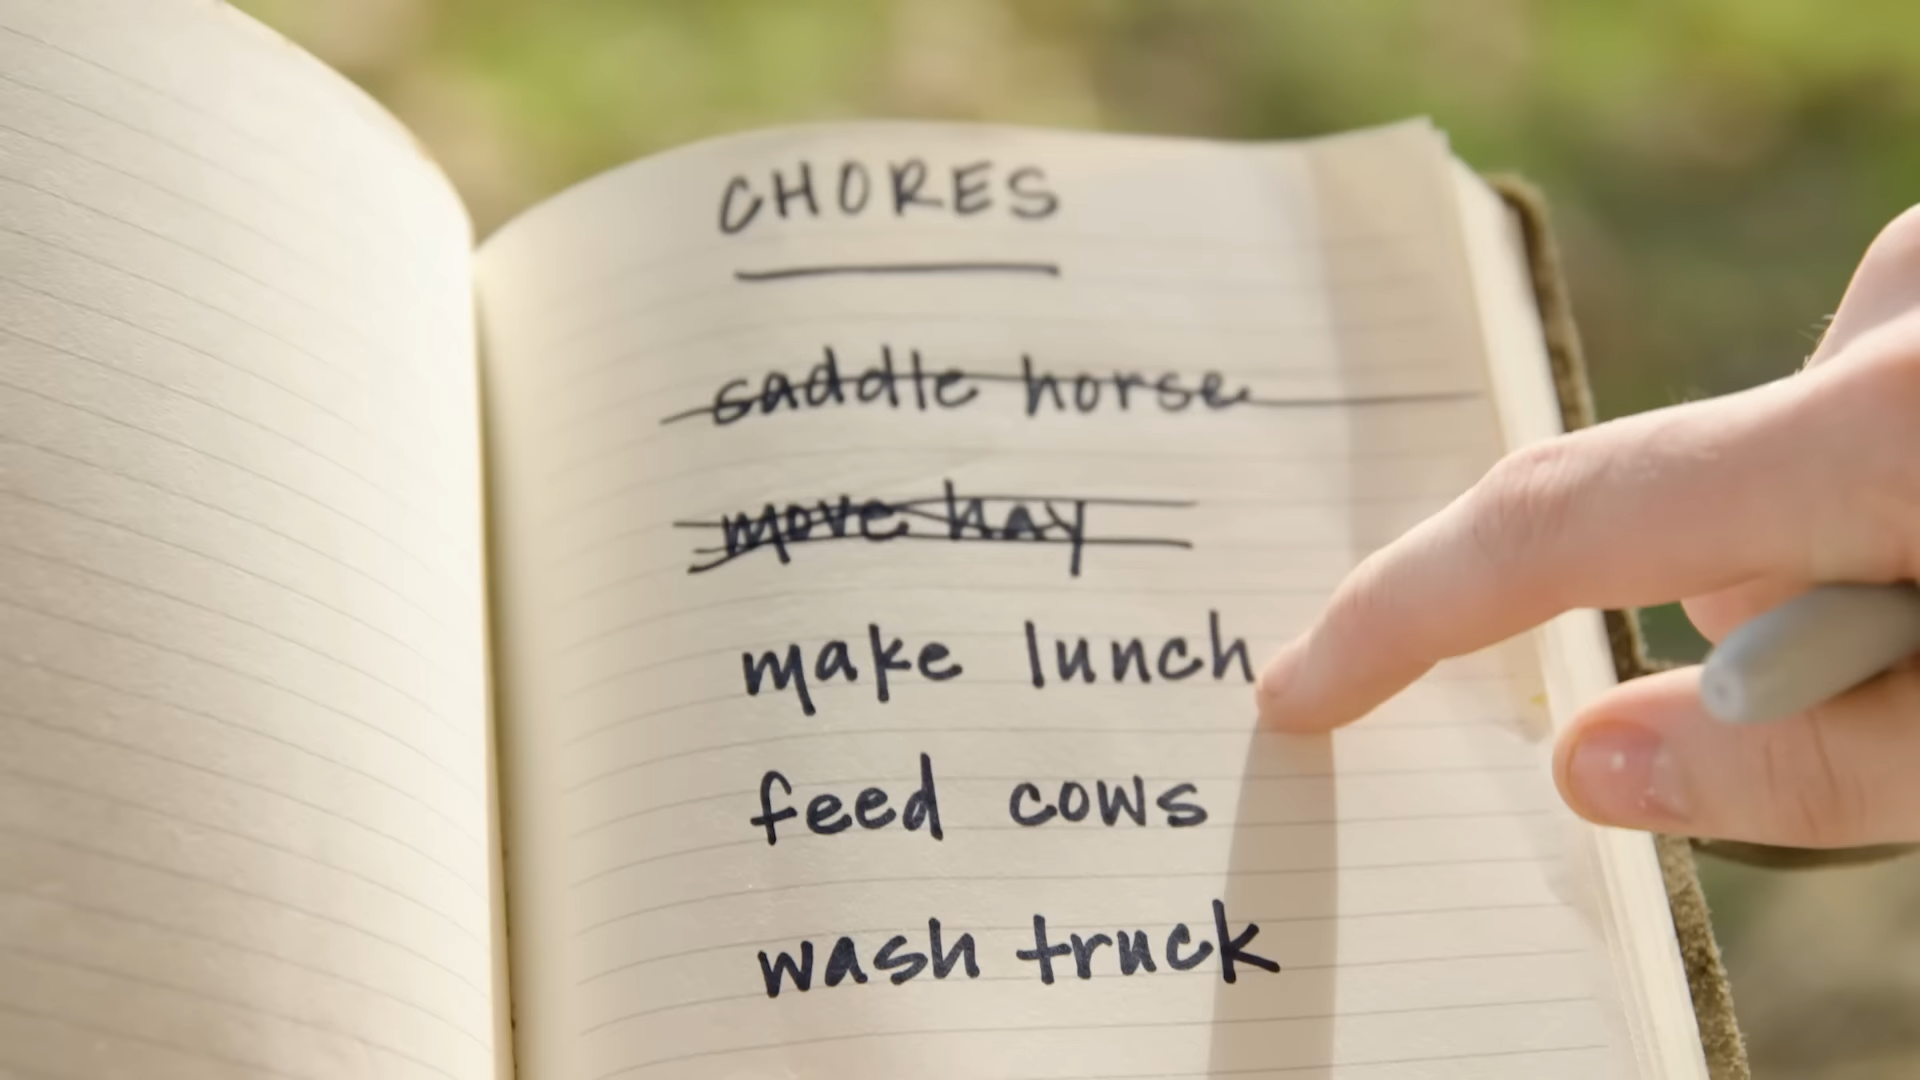 CHORES
saddle horse
move hay
make lunch
feed cows
wash truck